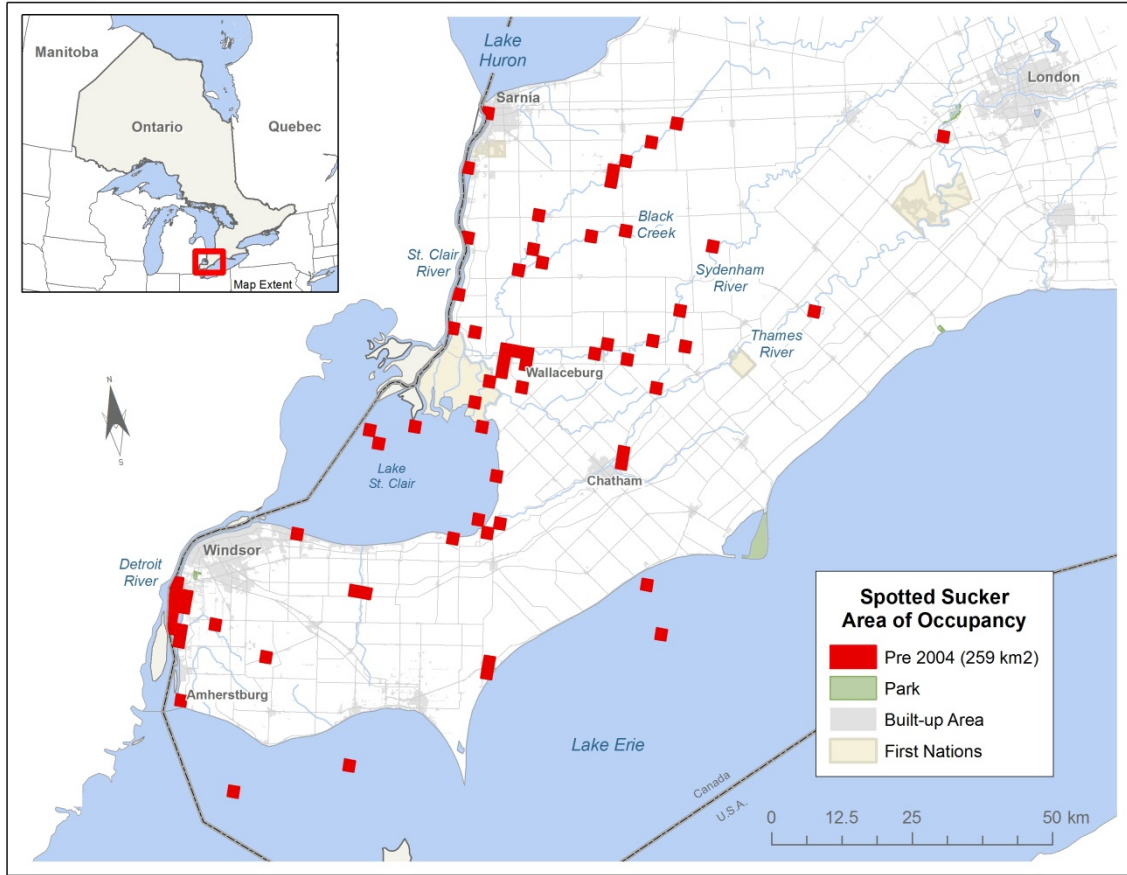 Manitoba
Ontario
Quebec
Map Extent
Lake
Huron
Sarnia
London
Black
Creek
St. Clair
River
Sydenham
River
Thames
River
Wallaceburg
N
S
Lake
St. Clair
Chatham
Windsor
Detroit
River
Amherstburg
Lake Erie
Canada
U.S.A.
Spotted Sucker
Area of Occupancy
Pre 2004 (259 km2)
Park
Built-up Area
First Nations
0 12.5 25 50 km